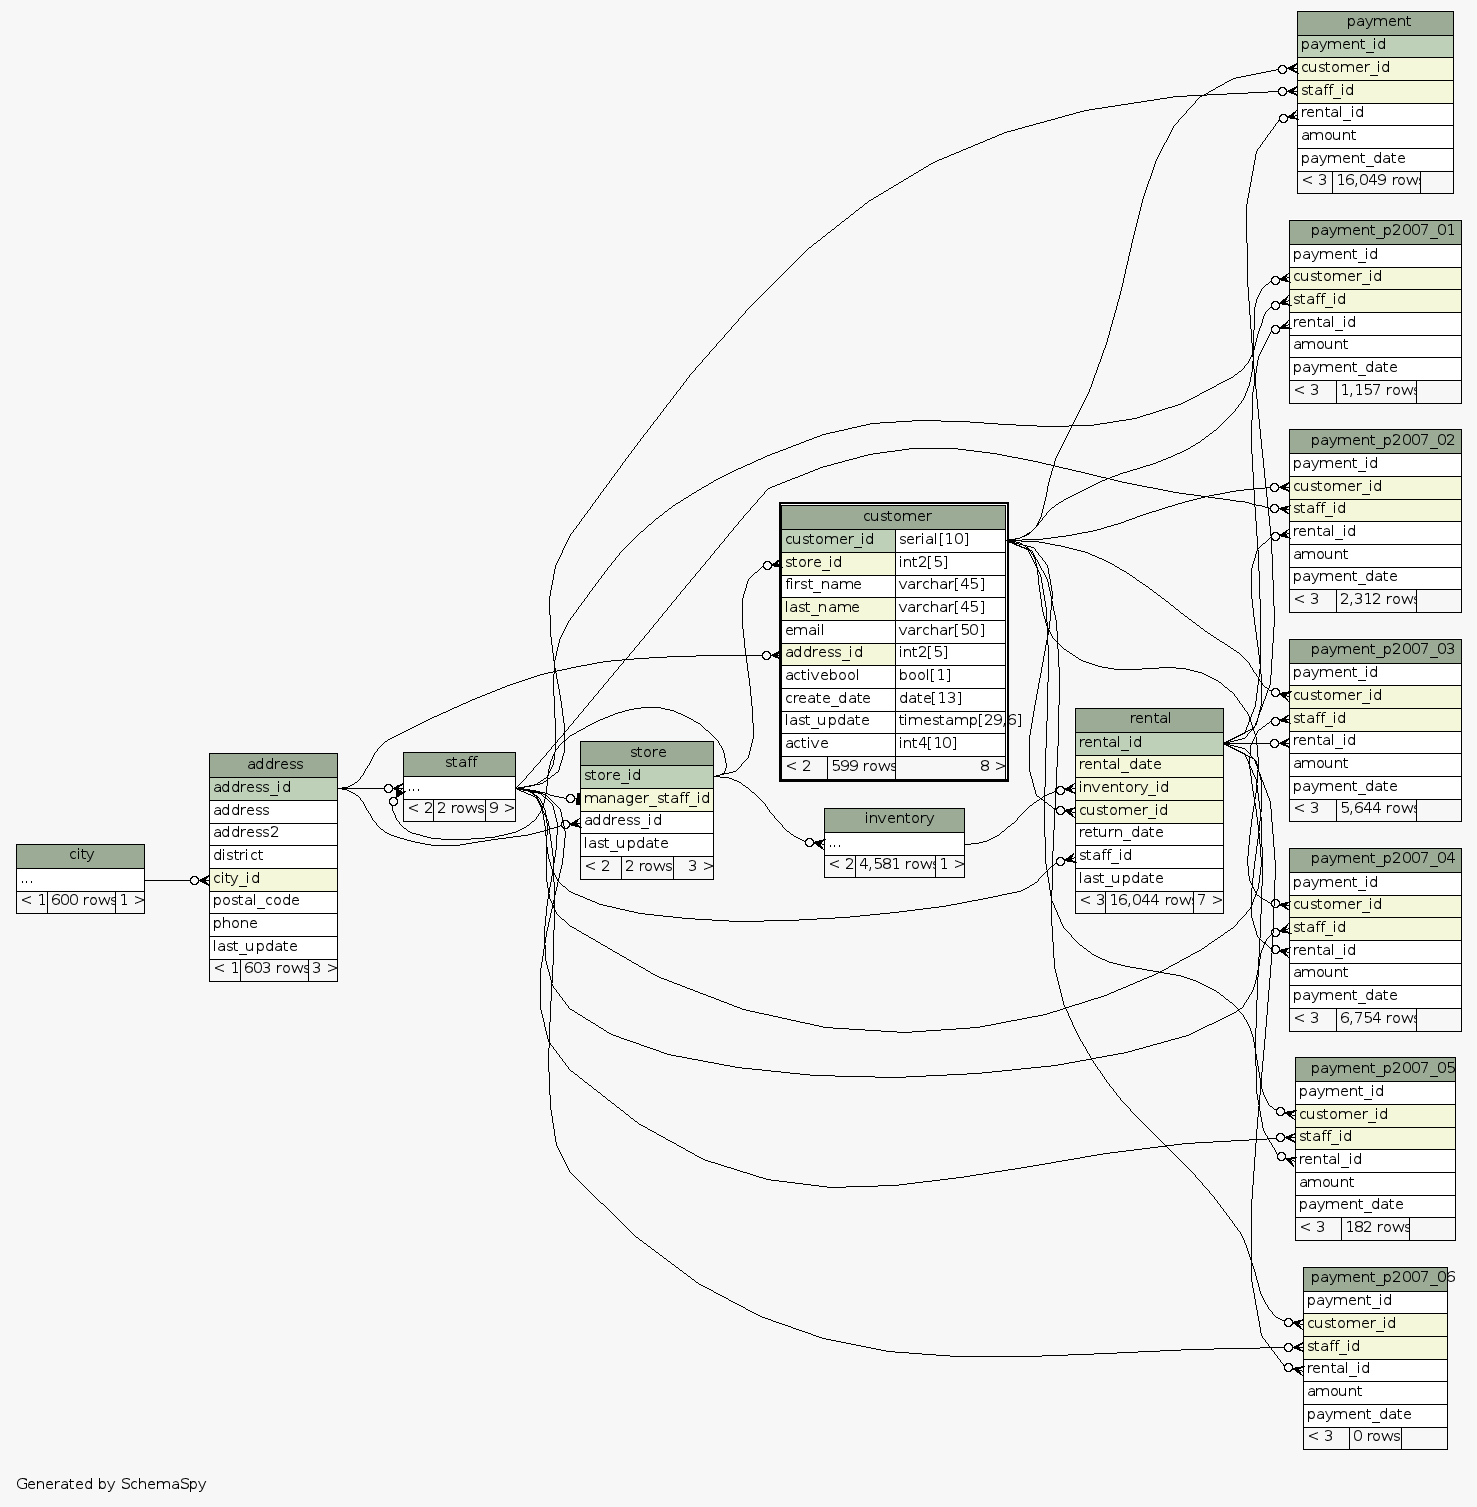 payment
payment_id
customer_id
staff_id
rental_id
amount
payment_date
< 3 16,049 rows
payment_p2007_01
payment_id
customer_id
staff_id
rental_id
amount
payment_date
< 3 1,157 rows
payment_p2007_02
payment_id
customer_id
staff_id
rental_id
amount
payment_date
< 3 2,312 rows
customer
customer_id serial[10]
store_id int2[5]
first_name varchar[45]
last_name varchar[45]
email varchar[50]
address_id int2[5]
activebool bool[1]
create_date date[13]
last_update timestamp[29,6]
active int4[10]
< 2 599 rows 8 >
payment_p2007_03
payment_id
customer_id
staff_id
rental_id
amount
payment_date
< 3 5,644 rows
rental
rental_id
rental_date
inventory_id
customer_id
return_date
staff_id
last_update
< 3 16,044 rows 7 >
store
store_id
manager_staff_id
address_id
last_update
< 2 2 rows 3 >
staff
...
< 2 2 rows 9 >
address
address_id
address
address2
district
city_id
postal_code
phone
last_update
< 1 603 rows 3 >
inventory
...
< 2 4,581 rows 1 >
city
...
< 1 600 rows 1 >
payment_p2007_04
payment_id
customer_id
staff_id
rental_id
amount
payment_date
< 3 6,754 rows
payment_p2007_05
payment_id
customer_id
staff_id
rental_id
amount
payment_date
< 3 182 rows
payment_p2007_06
payment_id
customer_id
staff_id
rental_id
amount
payment_date
< 3 0 rows
Generated by SchemaSpy